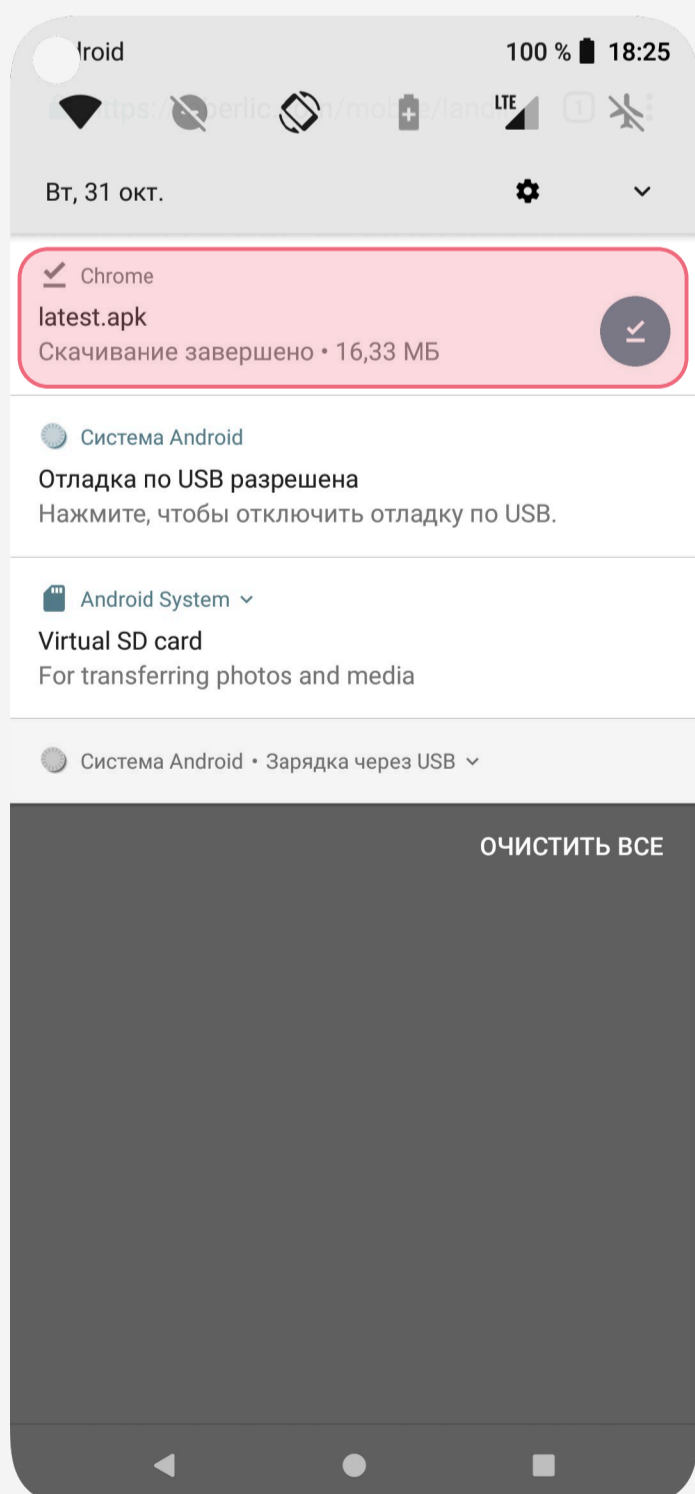 100 % 18:25
LTE
1
Вт, 31 окт.
Chrome
latest.apk
Скачивание завершено • 16,33 МБ
Система Android
Отладка по USB разрешена
Нажмите, чтобы отключить отладку по USB.
Android System
Virtual SD card
For transferring photos and media
Система Android • Зарядка через USB
ОЧИСТИТЬ ВСЕ